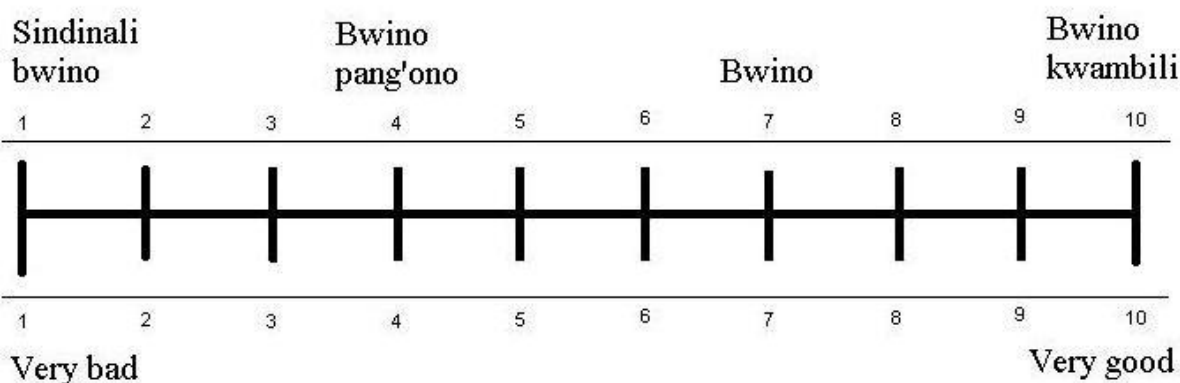 Sindinali
bwino
Bwino
pang'ono
Bwino
Bwino
kwambili
1 2 3 4 5 6 7 8 9 10
1 2 3 4 5 6 7 8 9 10
Very bad
Very good